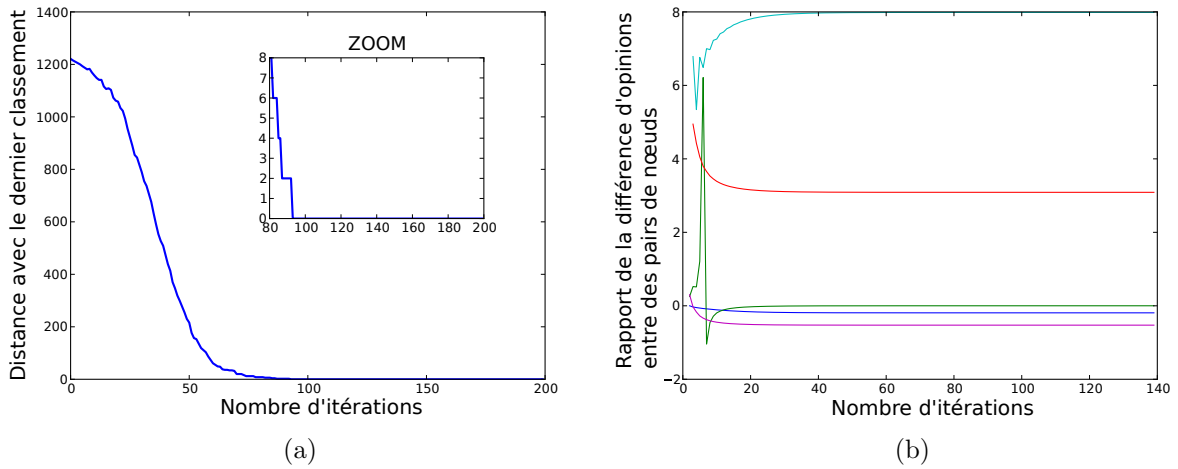 Distance avec le dernier classement
1400
1200
1000
800
600
400
200
0
0 50 100 150 200
Nombre d'itérations
ZOOM
8
7
6
5
4
3
2
1
0
80 100 120 140 160 180 200
(a)
Rapport de la différence d'opinions
entre des pairs de nœuds
8
6
4
2
0
−2
0 20 40 60 80 100 120 140
Nombre d'itérations
(b)